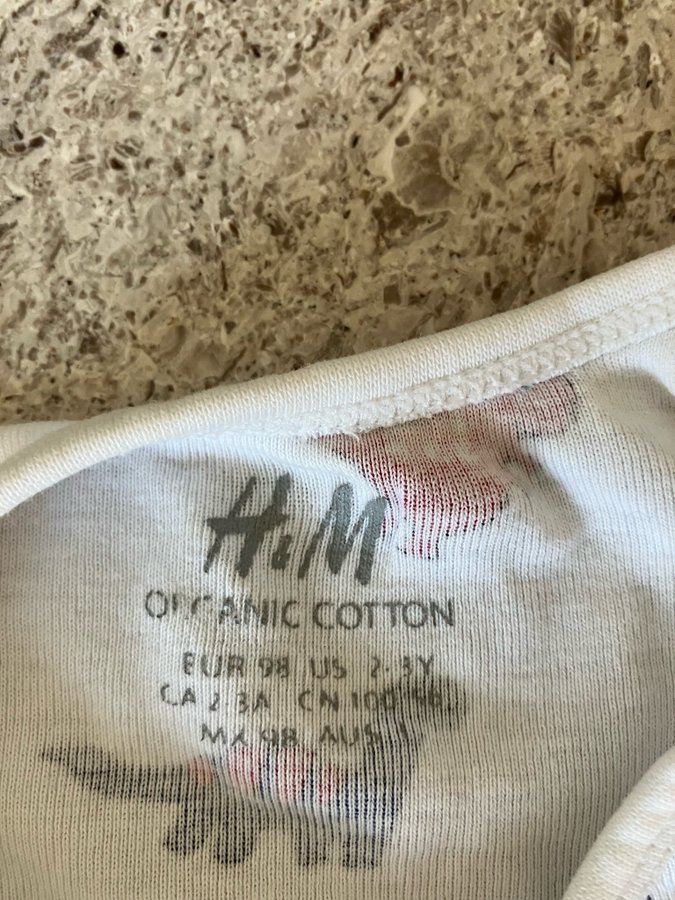 H&M
ORGANIC COTTON
EUR 98 US 2-3Y
CA 2-3A CN 100
MX 98 AUS